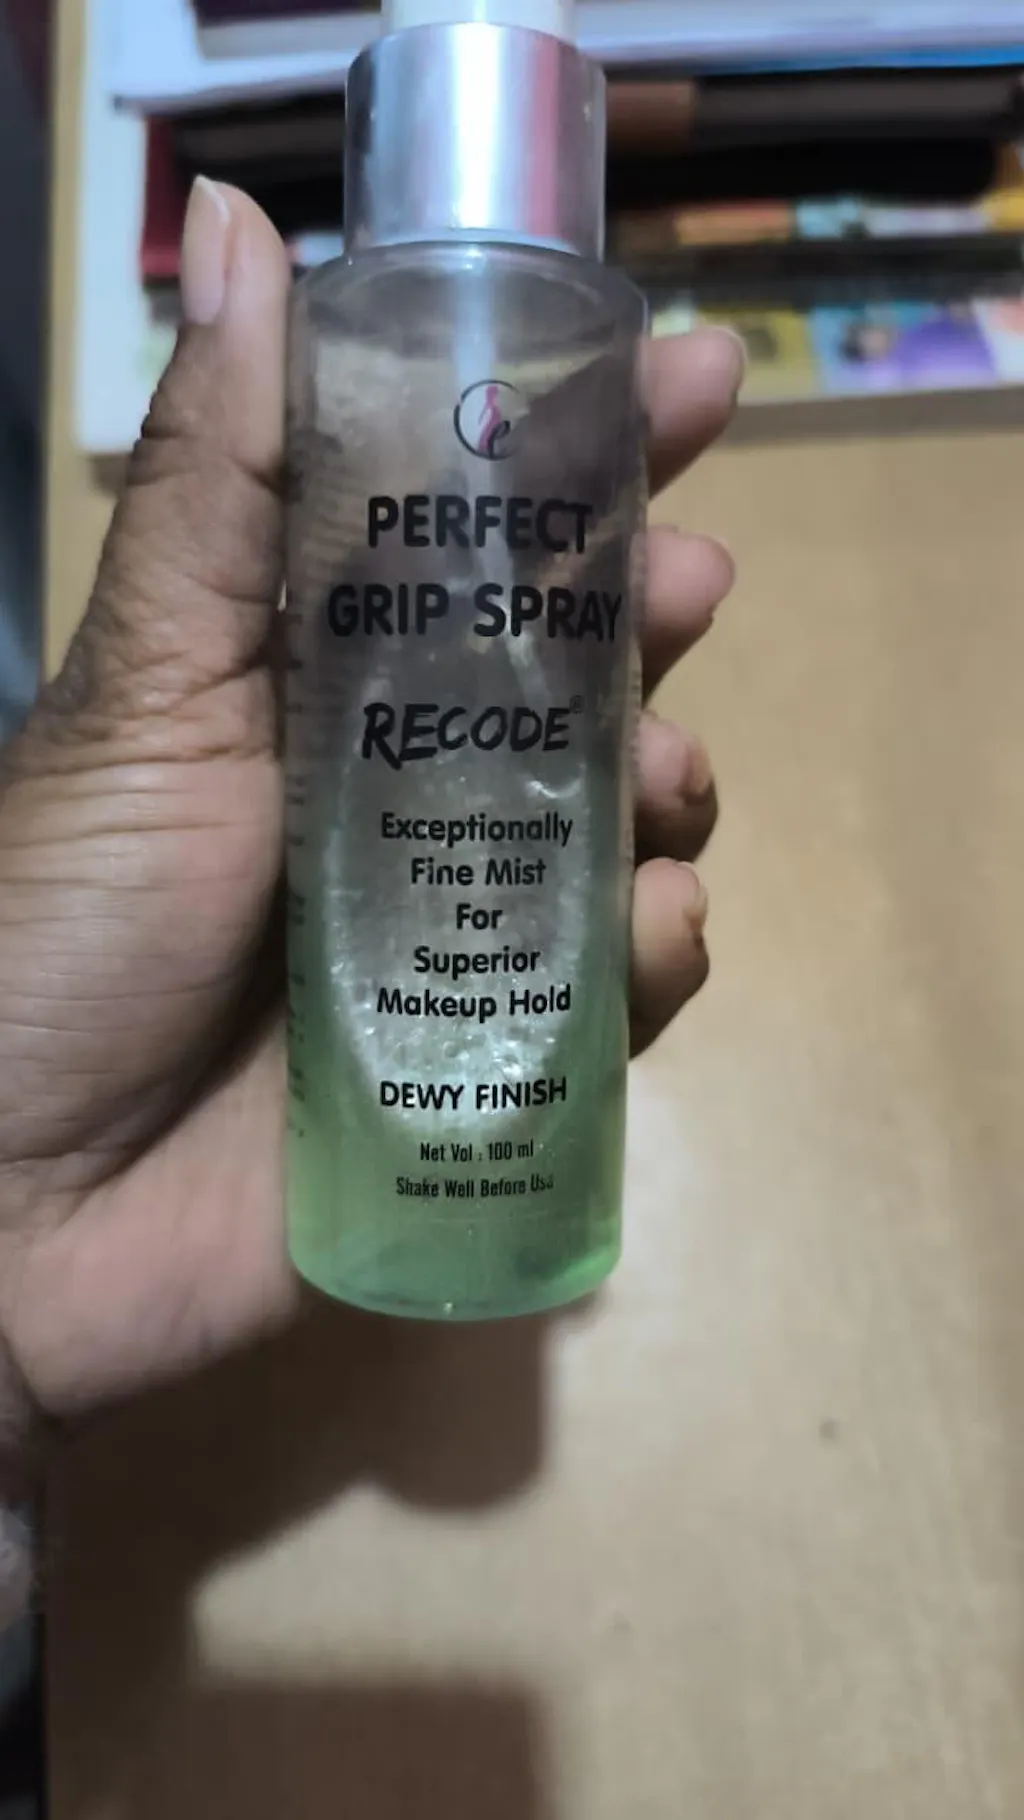 PERFECT
GRIP SPRAY
RECODE®
Exceptionally
Fine Mist
For
Superior
Makeup Hold
DEWY FINISH
Net Vol : 100 ml
Shake Well Before Use